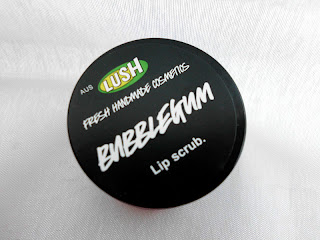 AUS LUSH
FRESH HANDMADE COSMETICS
BUBBLEGUM
Lip scrub.